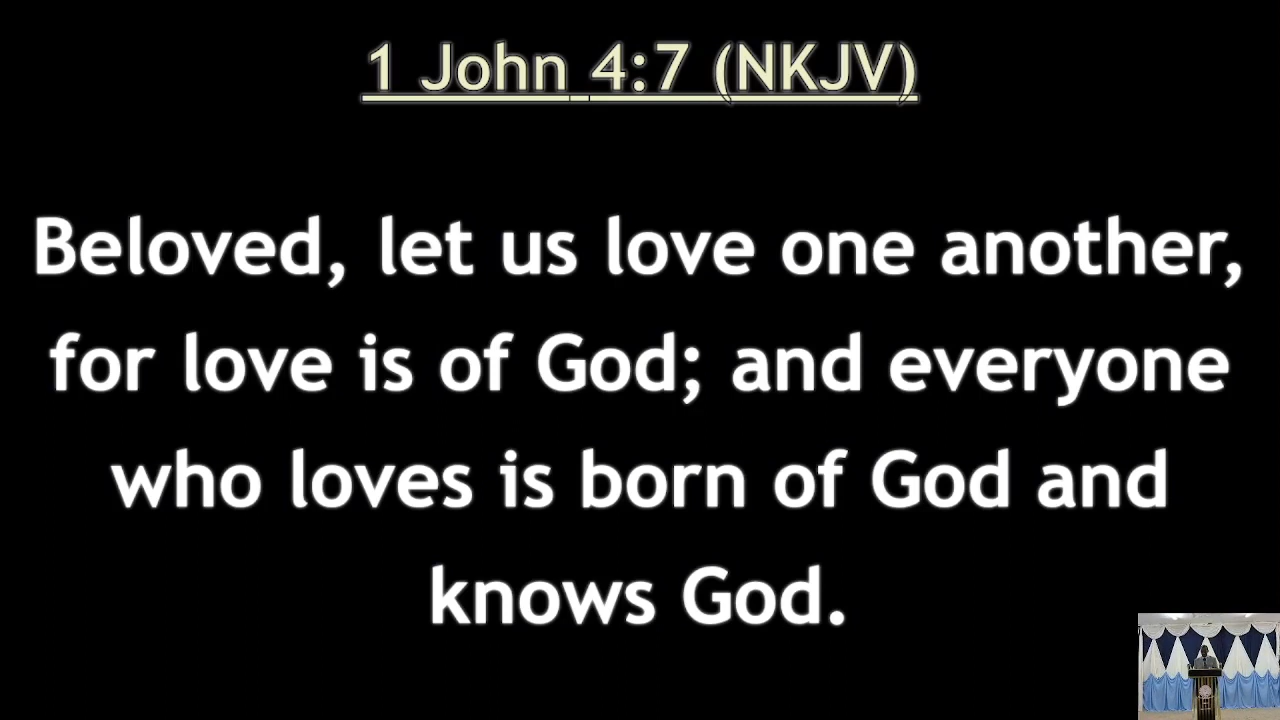 1 John 4:7 (NKJV)
Beloved, let us love one another,
for love is of God; and everyone
who loves is born of God and
knows God.